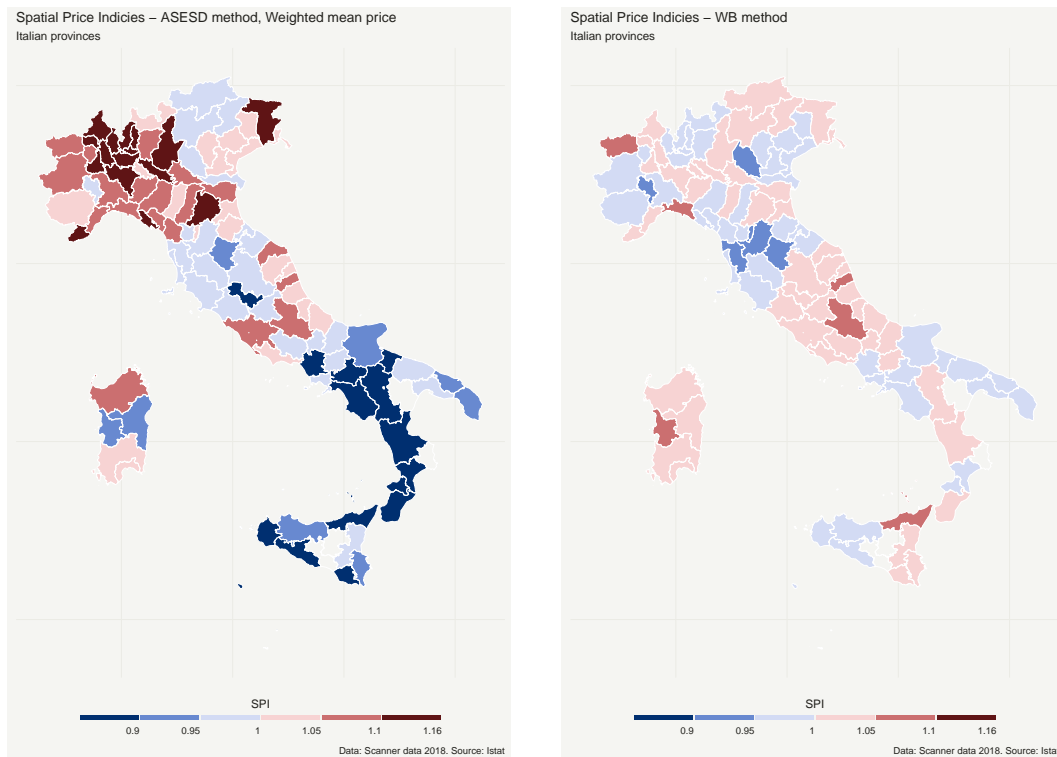 Spatial Price Indicies – ASESD method, Weighted mean price
Italian provinces
SPI
0.9 0.95 1 1.05 1.1 1.16
Data: Scanner data 2018. Source: Istat
Spatial Price Indicies – WB method
Italian provinces
SPI
0.9 0.95 1 1.05 1.1 1.16
Data: Scanner data 2018. Source: Ista